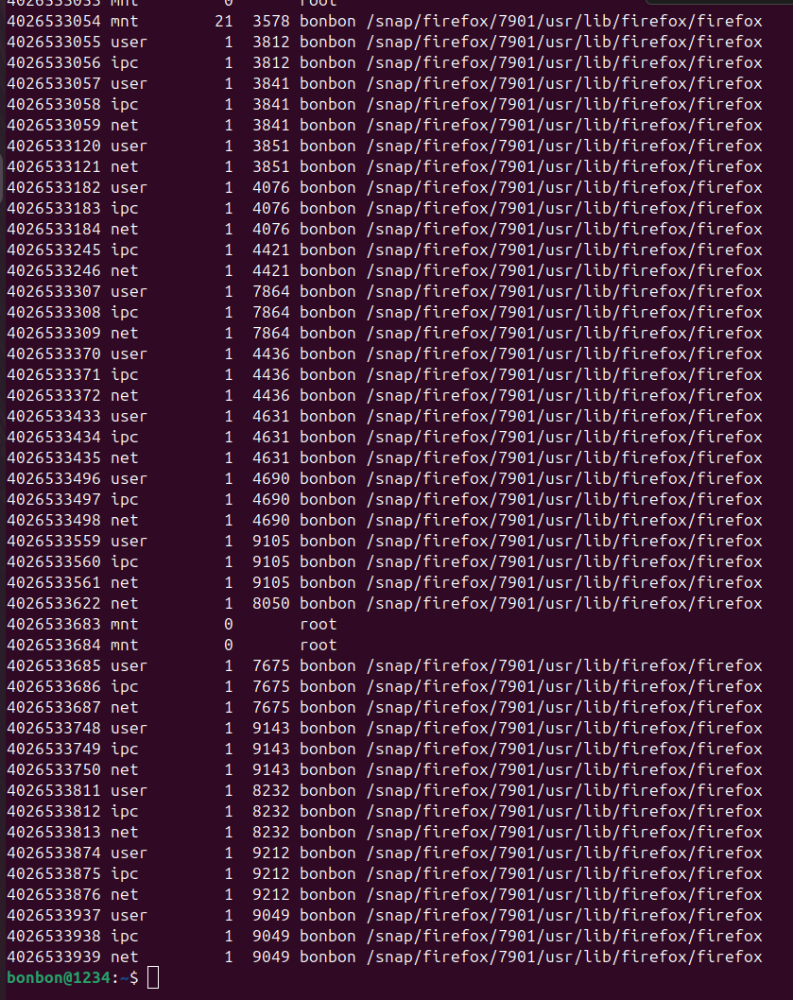 4026533053 mnt 0 root
4026533054 mnt 21 3578 bonbon /snap/firefox/7901/usr/lib/firefox/firefox
4026533055 user 1 3812 bonbon /snap/firefox/7901/usr/lib/firefox/firefox
4026533056 ipc 1 3812 bonbon /snap/firefox/7901/usr/lib/firefox/firefox
4026533057 user 1 3841 bonbon /snap/firefox/7901/usr/lib/firefox/firefox
4026533058 ipc 1 3841 bonbon /snap/firefox/7901/usr/lib/firefox/firefox
4026533059 net 1 3841 bonbon /snap/firefox/7901/usr/lib/firefox/firefox
4026533120 user 1 3851 bonbon /snap/firefox/7901/usr/lib/firefox/firefox
4026533121 net 1 3851 bonbon /snap/firefox/7901/usr/lib/firefox/firefox
4026533182 user 1 4076 bonbon /snap/firefox/7901/usr/lib/firefox/firefox
4026533183 ipc 1 4076 bonbon /snap/firefox/7901/usr/lib/firefox/firefox
4026533184 net 1 4076 bonbon /snap/firefox/7901/usr/lib/firefox/firefox
4026533245 ipc 1 4421 bonbon /snap/firefox/7901/usr/lib/firefox/firefox
4026533246 net 1 4421 bonbon /snap/firefox/7901/usr/lib/firefox/firefox
4026533307 user 1 7864 bonbon /snap/firefox/7901/usr/lib/firefox/firefox
4026533308 ipc 1 7864 bonbon /snap/firefox/7901/usr/lib/firefox/firefox
4026533309 net 1 7864 bonbon /snap/firefox/7901/usr/lib/firefox/firefox
4026533370 user 1 4436 bonbon /snap/firefox/7901/usr/lib/firefox/firefox
4026533371 ipc 1 4436 bonbon /snap/firefox/7901/usr/lib/firefox/firefox
4026533372 net 1 4436 bonbon /snap/firefox/7901/usr/lib/firefox/firefox
4026533433 user 1 4631 bonbon /snap/firefox/7901/usr/lib/firefox/firefox
4026533434 ipc 1 4631 bonbon /snap/firefox/7901/usr/lib/firefox/firefox
4026533435 net 1 4631 bonbon /snap/firefox/7901/usr/lib/firefox/firefox
4026533496 user 1 4690 bonbon /snap/firefox/7901/usr/lib/firefox/firefox
4026533497 ipc 1 4690 bonbon /snap/firefox/7901/usr/lib/firefox/firefox
4026533498 net 1 4690 bonbon /snap/firefox/7901/usr/lib/firefox/firefox
4026533559 user 1 9105 bonbon /snap/firefox/7901/usr/lib/firefox/firefox
4026533560 ipc 1 9105 bonbon /snap/firefox/7901/usr/lib/firefox/firefox
4026533561 net 1 9105 bonbon /snap/firefox/7901/usr/lib/firefox/firefox
4026533622 net 1 8050 bonbon /snap/firefox/7901/usr/lib/firefox/firefox
4026533683 mnt 0 root
4026533684 mnt 0 root
4026533685 user 1 7675 bonbon /snap/firefox/7901/usr/lib/firefox/firefox
4026533686 ipc 1 7675 bonbon /snap/firefox/7901/usr/lib/firefox/firefox
4026533687 net 1 7675 bonbon /snap/firefox/7901/usr/lib/firefox/firefox
4026533748 user 1 9143 bonbon /snap/firefox/7901/usr/lib/firefox/firefox
4026533749 ipc 1 9143 bonbon /snap/firefox/7901/usr/lib/firefox/firefox
4026533750 net 1 9143 bonbon /snap/firefox/7901/usr/lib/firefox/firefox
4026533811 user 1 8232 bonbon /snap/firefox/7901/usr/lib/firefox/firefox
4026533812 ipc 1 8232 bonbon /snap/firefox/7901/usr/lib/firefox/firefox
4026533813 net 1 8232 bonbon /snap/firefox/7901/usr/lib/firefox/firefox
4026533874 user 1 9212 bonbon /snap/firefox/7901/usr/lib/firefox/firefox
4026533875 ipc 1 9212 bonbon /snap/firefox/7901/usr/lib/firefox/firefox
4026533876 net 1 9212 bonbon /snap/firefox/7901/usr/lib/firefox/firefox
4026533937 user 1 9049 bonbon /snap/firefox/7901/usr/lib/firefox/firefox
4026533938 ipc 1 9049 bonbon /snap/firefox/7901/usr/lib/firefox/firefox
4026533939 net 1 9049 bonbon /snap/firefox/7901/usr/lib/firefox/firefox
bonbon@1234:~$